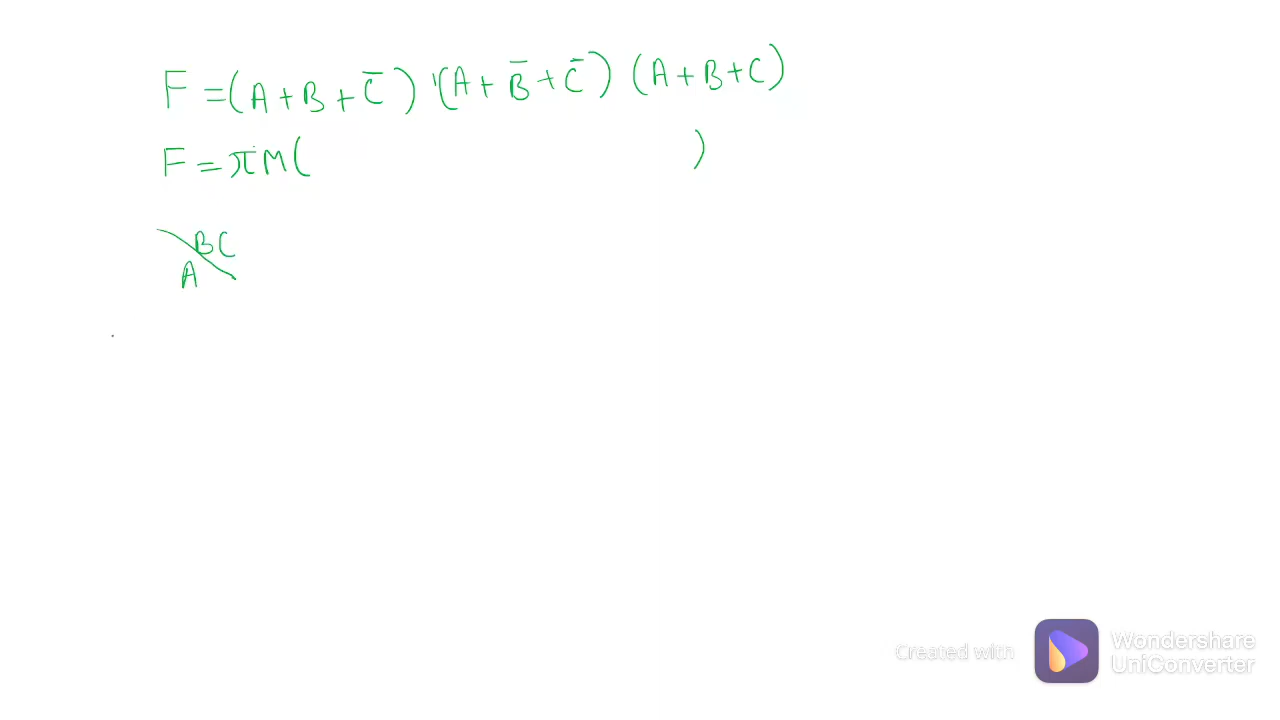 F = (A + B + C̅) (A + B̅ + C̅) (A + B + C)
F = πM( )
BC
A
Created with Wondershare UniConverter